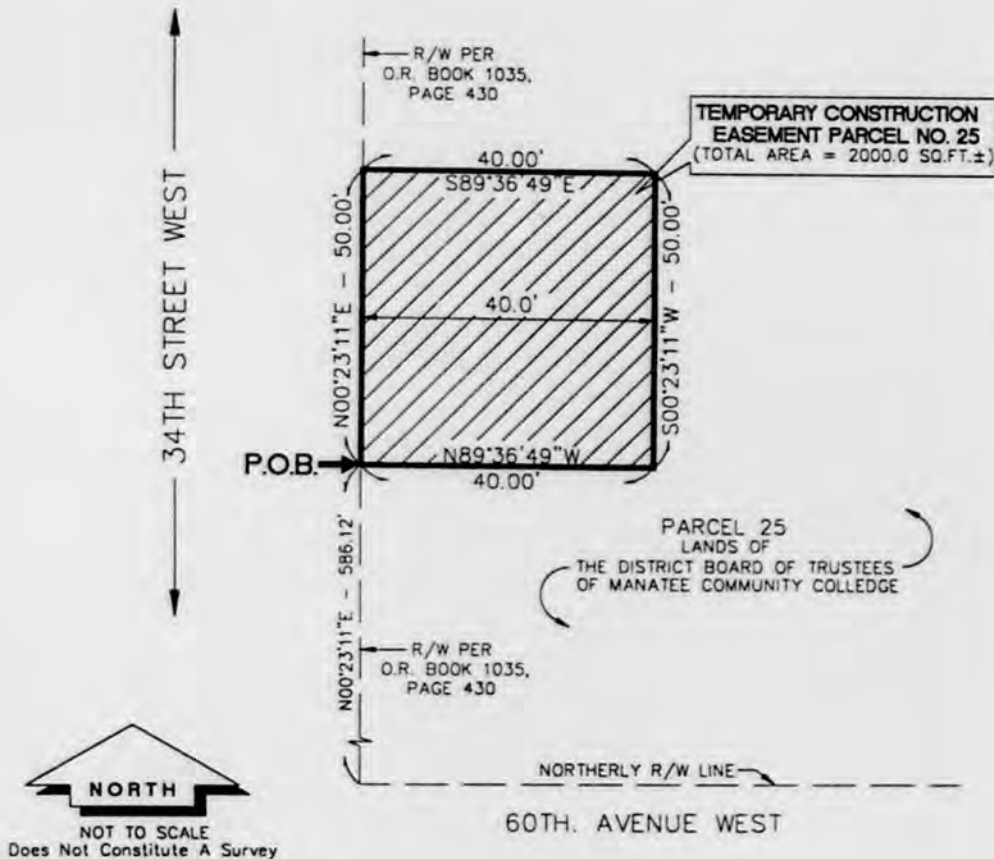 R/W PER
O.R. BOOK 1035,
PAGE 430
TEMPORARY CONSTRUCTION
EASEMENT PARCEL NO. 25
(TOTAL AREA = 2000.0 SQ.FT.±)
34TH STREET WEST
40.00'
S89°36'49"E
N00°23'11"E - 50.00'
S00°23'11"W - 50.00'
40.0'
P.O.B.
N89°36'49"W
40.00'
N00°23'11"E - 586.12'
PARCEL 25
LANDS OF
THE DISTRICT BOARD OF TRUSTEES
OF MANATEE COMMUNITY COLLEDGE
R/W PER
O.R. BOOK 1035,
PAGE 430
NORTH
NOT TO SCALE
Does Not Constitute A Survey
NORTHERLY R/W LINE
60TH. AVENUE WEST